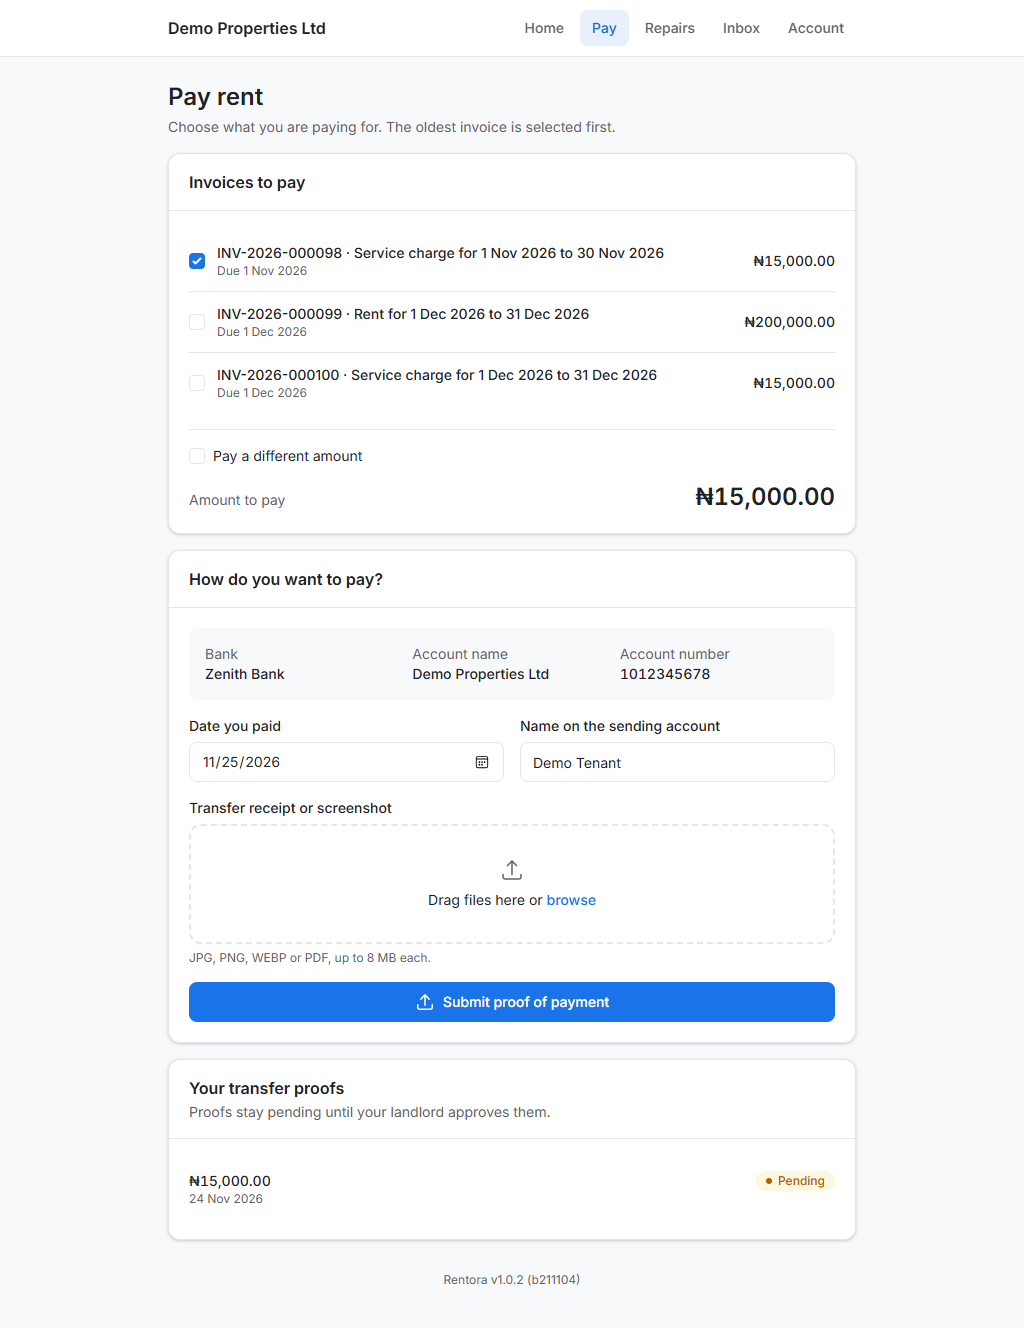 Demo Properties Ltd
Home
Pay
Repairs
Inbox
Account
Pay rent
Choose what you are paying for. The oldest invoice is selected first.
Invoices to pay
INV-2026-000098 · Service charge for 1 Nov 2026 to 30 Nov 2026
Due 1 Nov 2026
₦15,000.00
INV-2026-000099 · Rent for 1 Dec 2026 to 31 Dec 2026
Due 1 Dec 2026
₦200,000.00
INV-2026-000100 · Service charge for 1 Dec 2026 to 31 Dec 2026
Due 1 Dec 2026
₦15,000.00
Pay a different amount
Amount to pay
₦15,000.00
How do you want to pay?
Bank
Zenith Bank
Account name
Demo Properties Ltd
Account number
1012345678
Date you paid
11/25/2026
Name on the sending account
Demo Tenant
Transfer receipt or screenshot
Drag files here or browse
JPG, PNG, WEBP or PDF, up to 8 MB each.
Submit proof of payment
Your transfer proofs
Proofs stay pending until your landlord approves them.
₦15,000.00
24 Nov 2026
Pending
Rentora v1.0.2 (b211104)